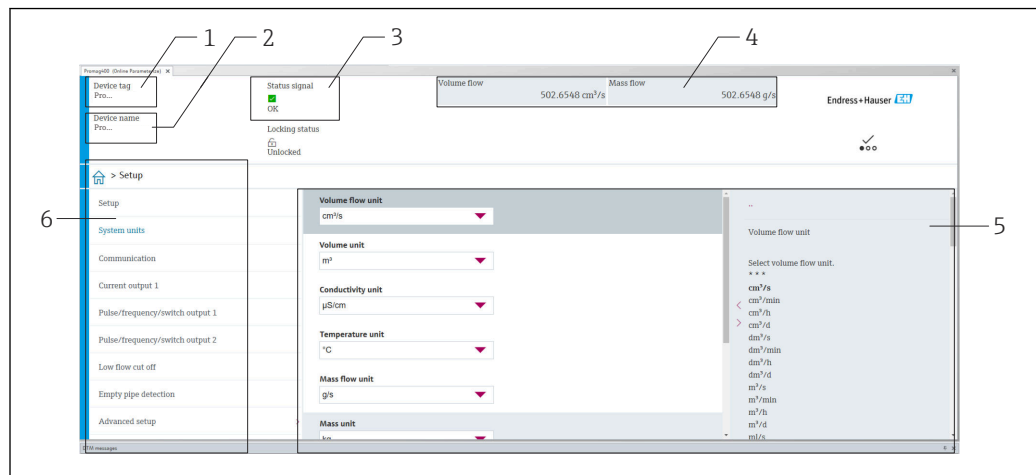 1 2 3 4
Promag400 (Online Parameterize) x
Device tag
Pro...
Status signal
OK
Volume flow
502.6548 cm³/s
Mass flow
502.6548 g/s
Endress+Hauser EH
Device name
Pro...
Locking status
Unlocked
> Setup
6
5
Setup
System units
Communication
Current output 1
Pulse/frequency/switch output 1
Pulse/frequency/switch output 2
Low flow cut off
Empty pipe detection
Advanced setup
Volume flow unit
cm³/s
Volume unit
m³
Conductivity unit
µS/cm
Temperature unit
°C
Mass flow unit
g/s
Mass unit
kg
..
Volume flow unit
Select volume flow unit.
* * *
cm³/s
cm³/min
cm³/h
cm³/d
dm³/s
dm³/min
dm³/h
dm³/d
m³/s
m³/min
m³/h
m³/d
ml/s
DTM messages